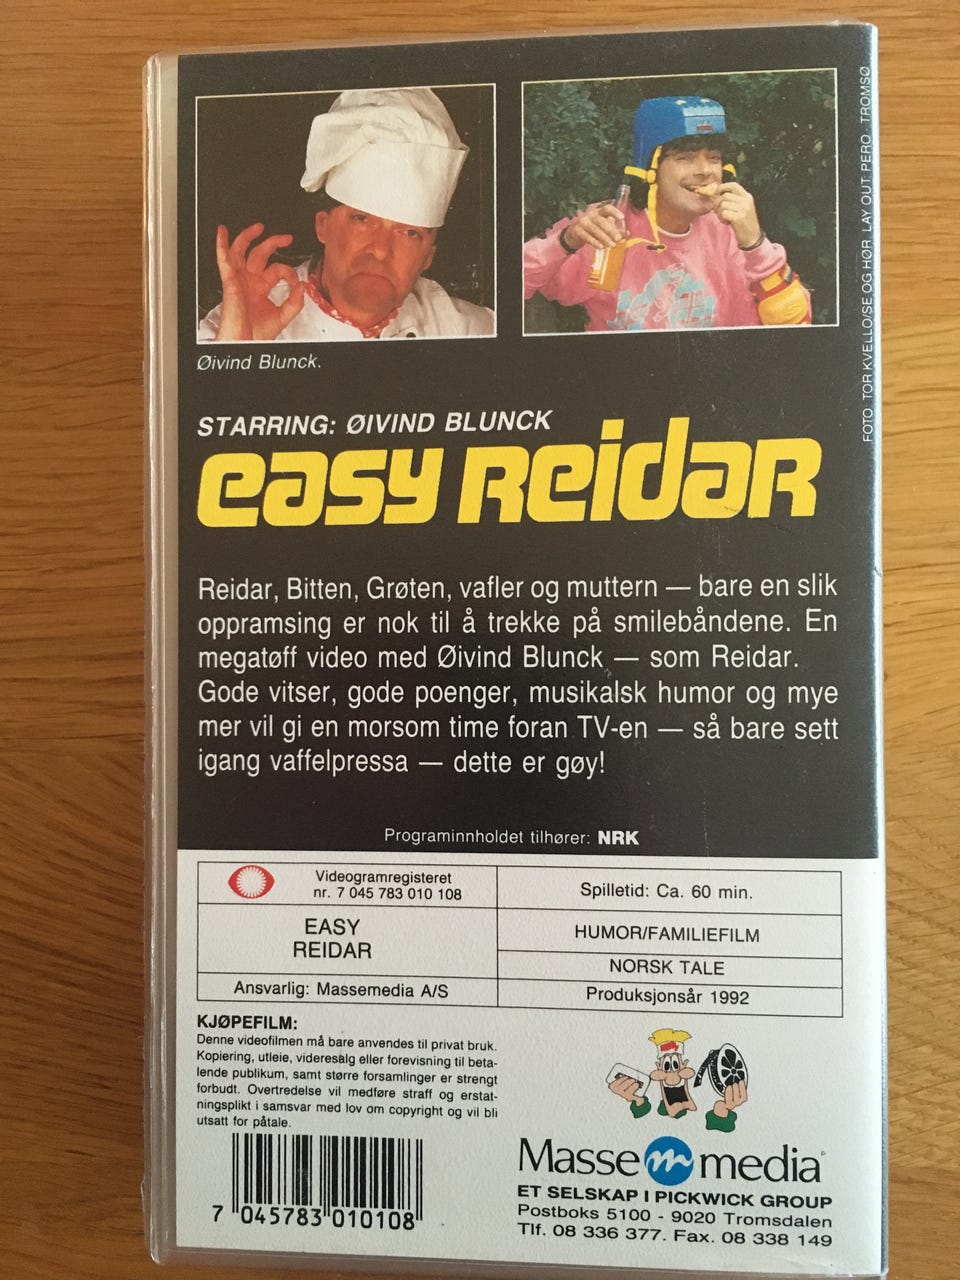 Øivind Blunck.
FOTO: TOR KVELLO/SE OG HØR. LAY OUT: PERO - TROMSØ
STARRING: ØIVIND BLUNCK
easy Reidar
Reidar, Bitten, Grøten, vafler og muttern — bare en slik
oppramsing er nok til å trekke på smilebåndene. En
megatøff video med Øivind Blunck — som Reidar.
Gode vitser, gode poenger, musikalsk humor og mye
mer vil gi en morsom time foran TV-en — så bare sett
igang vaffelpressa — dette er gøy!
Programinnholdet tilhører: NRK
Videogramregisteret
nr. 7 045 783 010 108
Spilletid: Ca. 60 min.
EASY
REIDAR
HUMOR/FAMILIEFILM
NORSK TALE
Ansvarlig: Massemedia A/S
Produksjonsår 1992
KJØPEFILM:
Denne videofilmen må bare anvendes til privat bruk.
Kopiering, utleie, videresalg eller forevisning til beta-
lende publikum, samt større forsamlinger er strengt
forbudt. Overtredelse vil medføre straff og erstat-
ningsplikt i samsvar med lov om copyright og vil bli
utsatt for påtale.
7 045783 010108
Masse m media
ET SELSKAP I PICKWICK GROUP
Postboks 5100 - 9020 Tromsdalen
Tlf. 08 336 377. Fax. 08 338 149